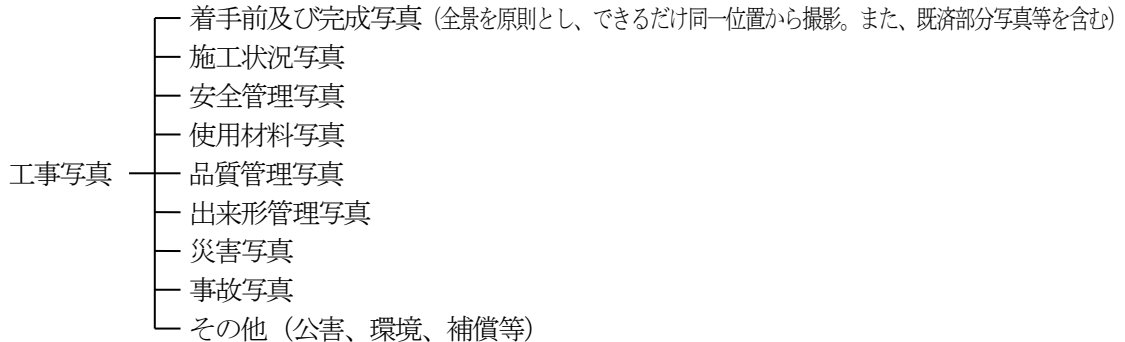 着手前及び完成写真（全景を原則とし、できるだけ同一位置から撮影。また、既済部分写真等を含む）
施工状況写真
安全管理写真
使用材料写真
工事写真 品質管理写真
出来形管理写真
災害写真
事故写真
その他（公害、環境、補償等）